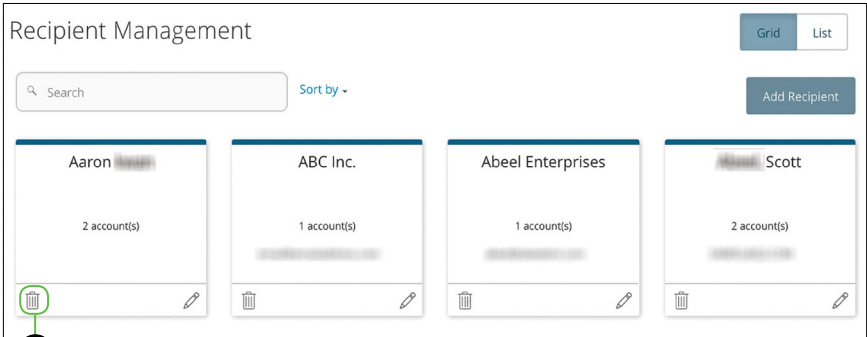 Recipient Management
Grid
List
Search
Sort by
Add Recipient
Aaron
ABC Inc.
Abeel Enterprises
Scott
2 account(s)
1 account(s)
1 account(s)
2 account(s)